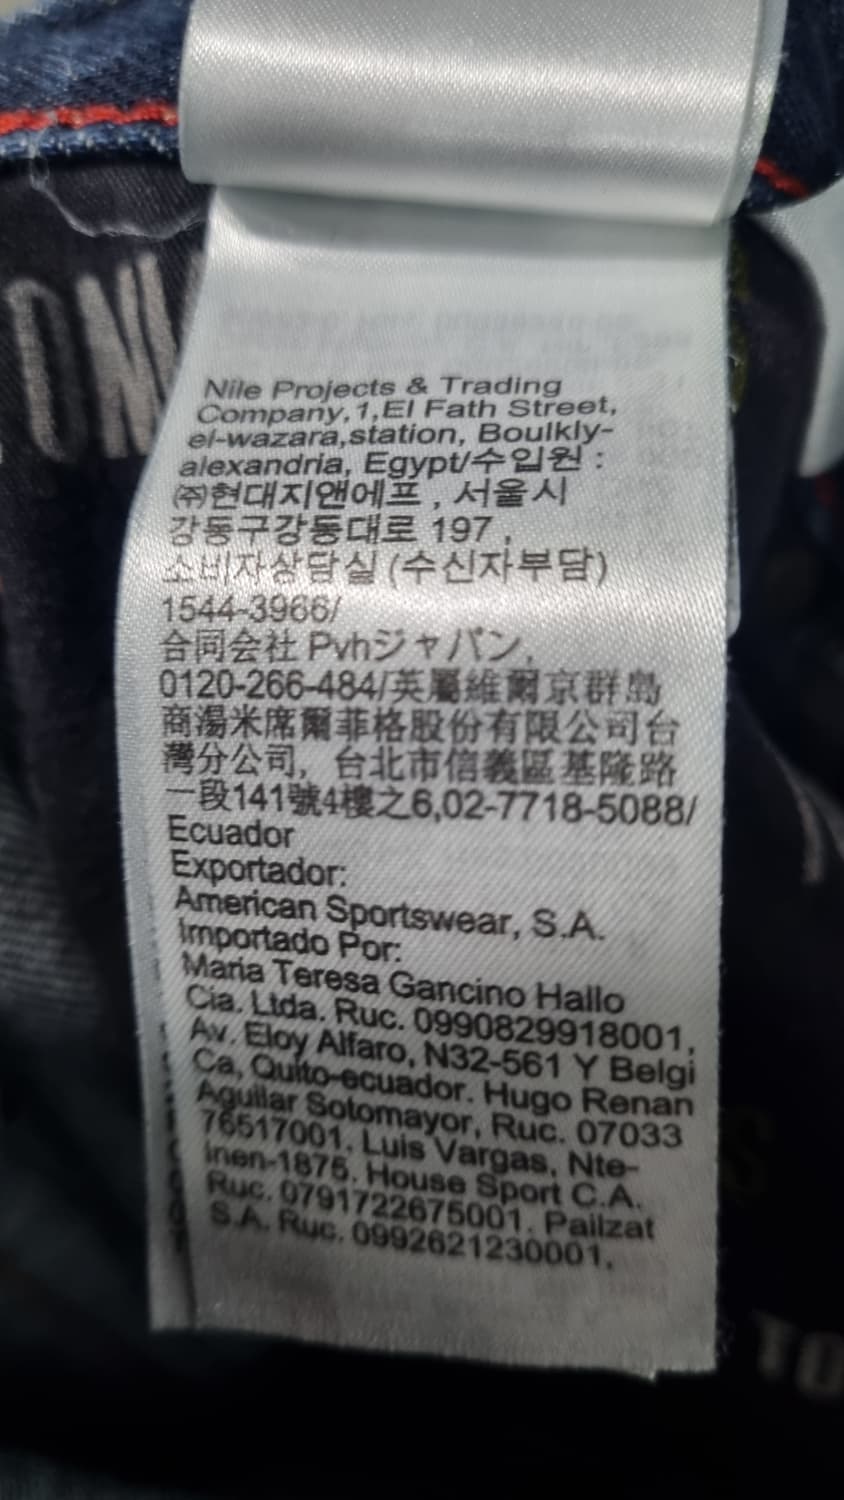 ON
Nile Projects & Trading
Company,1,El Fath Street,
el-wazara,station, Boulkly-
alexandria, Egypt/수입원 :
㈜현대지앤에프 , 서울시
강동구강동대로 197 ,
소비자상담실 (수신자부담)
1544-3966/
合同会社 Pvhジャパン,
0120-266-484/英屬維爾京群島
商湯米席爾菲格股份有限公司台
灣分公司, 台北市信義區基隆路
一段141號4樓之6,02-7718-5088/
Ecuador
Exportador:
American Sportswear, S.A.
Importado Por:
Maria Teresa Gancino Hallo
Cia. Ltda. Ruc. 0990829918001,
Av. Eloy Alfaro, N32-561 Y Belgi
Ca, Quito-ecuador. Hugo Renan
Aguilar Sotomayor, Ruc. 07033
76517001, Luis Vargas, Nte-
Inen-1875. House Sport C.A.
Ruc. 0791722675001. Pailzat
S.A. Ruc. 0992621230001.
TO